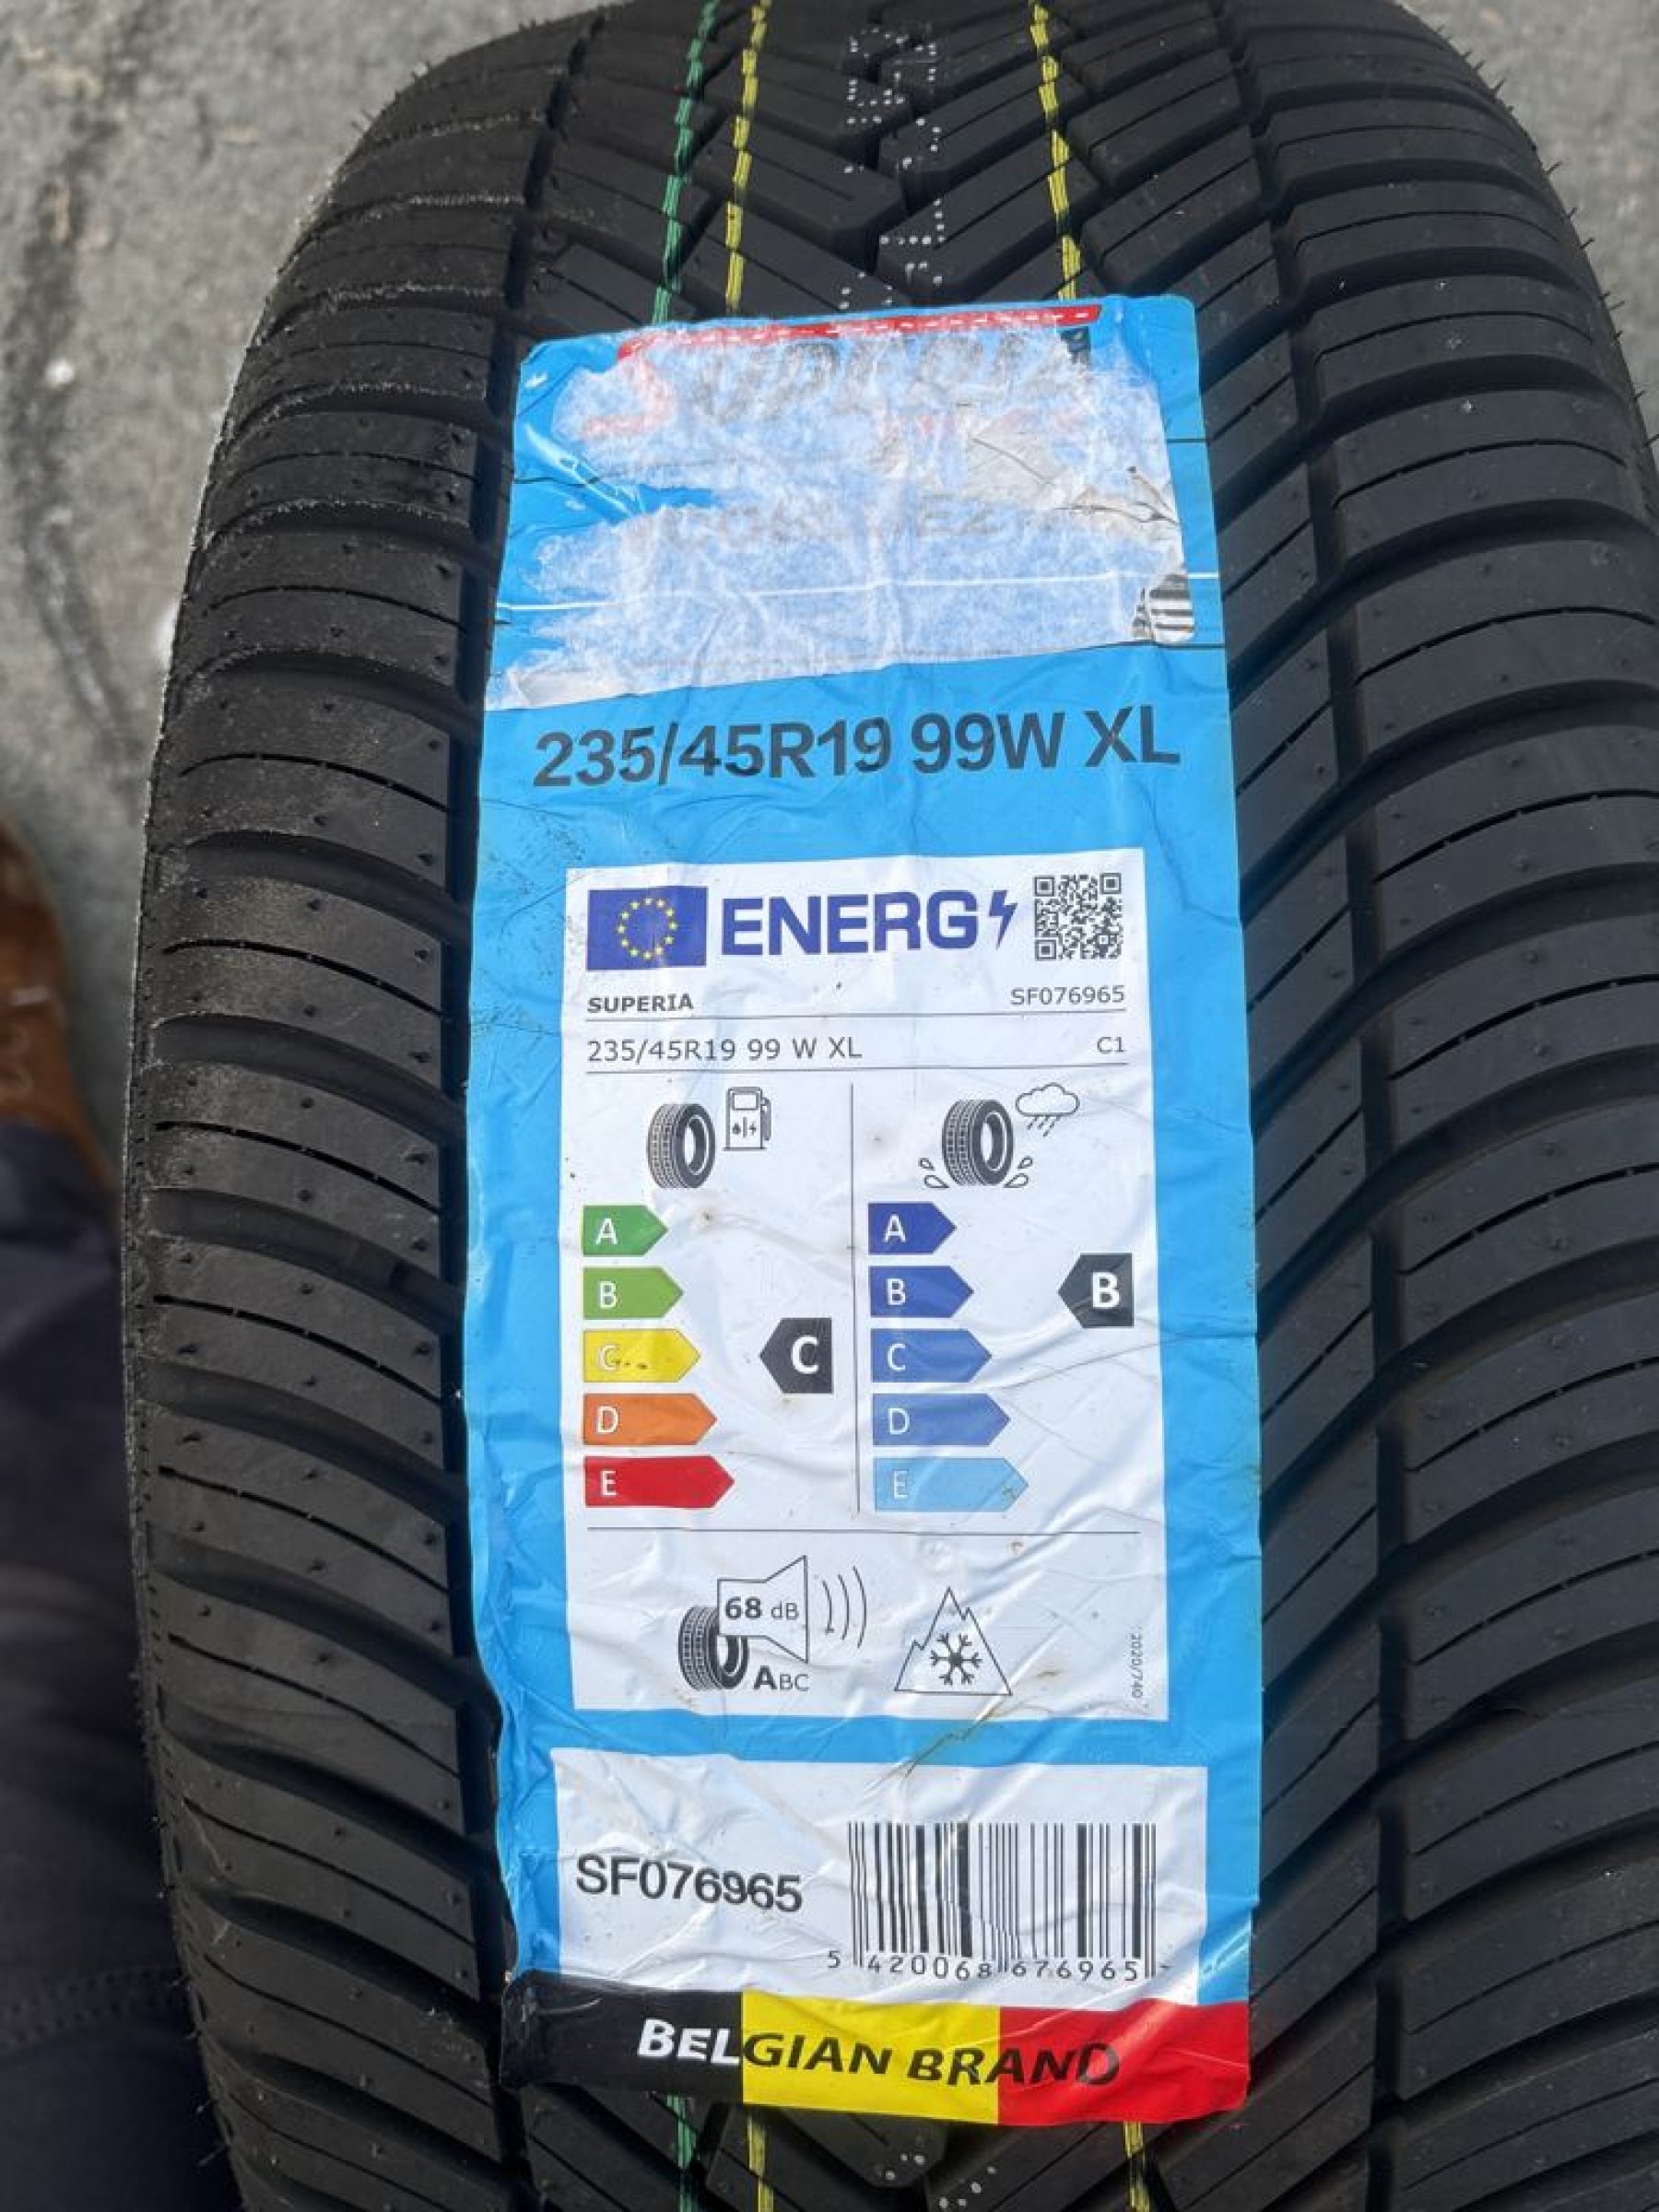 235/45R19 99W XL
ENERG
SUPERIA SF076965
235/45R19 99 W XL C1
A A
B B B
C C C
D D
E E
68 dB
ABC
2020/740
SF076965
5 420068 676965
BELGIAN BRAND